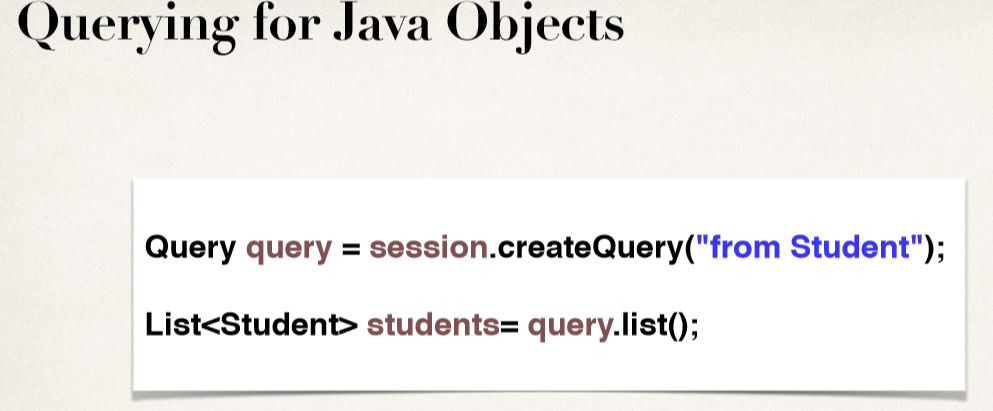 Querying for Java Objects
Query query = session.createQuery("from Student");
List<Student> students= query.list();